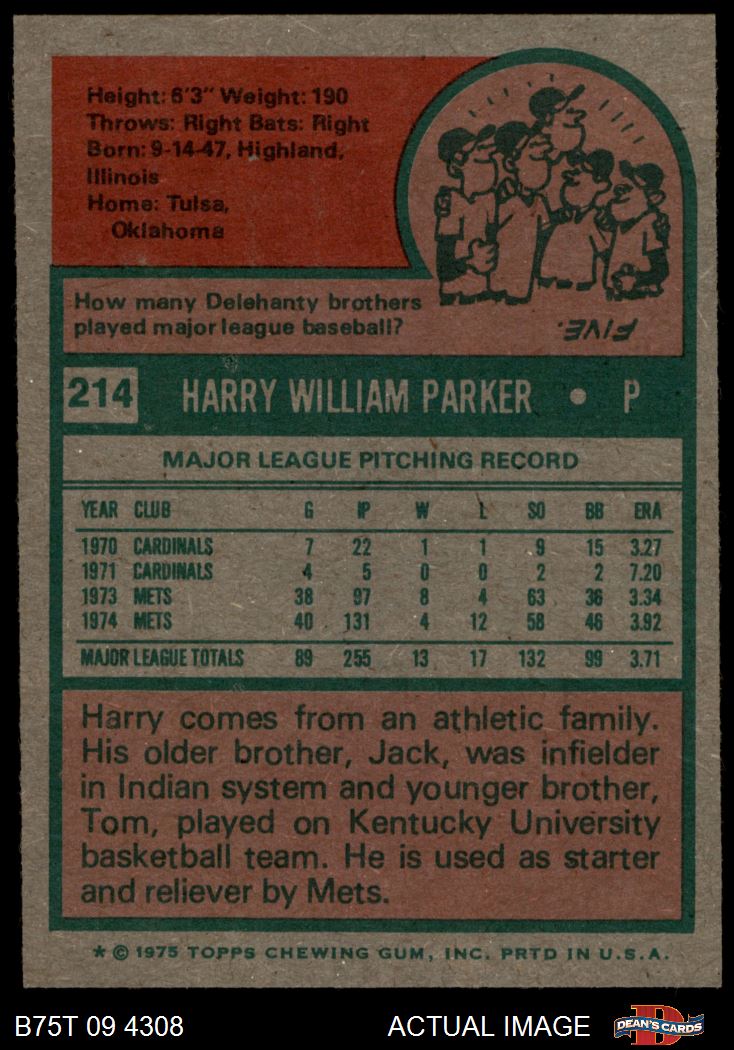 Height: 6'3" Weight: 190
Throws: Right Bats: Right
Born: 9-14-47, Highland,
Illinois
Home: Tulsa,
Oklahoma
How many Delehanty brothers
played major league baseball?
FIVE.
214 HARRY WILLIAM PARKER • P
MAJOR LEAGUE PITCHING RECORD
YEAR CLUB G IP W L SO BB ERA
1970 CARDINALS 7 22 1 1 9 15 3.27
1971 CARDINALS 4 5 0 0 2 2 7.20
1973 METS 38 97 8 4 63 36 3.34
1974 METS 40 131 4 12 58 46 3.92
MAJOR LEAGUE TOTALS 89 255 13 17 132 99 3.71
Harry comes from an athletic family.
His older brother, Jack, was infielder
in Indian system and younger brother,
Tom, played on Kentucky University
basketball team. He is used as starter
and reliever by Mets.
* © 1975 TOPPS CHEWING GUM, INC. PRTD IN U.S.A.
B75T 09 4308 ACTUAL IMAGE DEAN'S CARDS